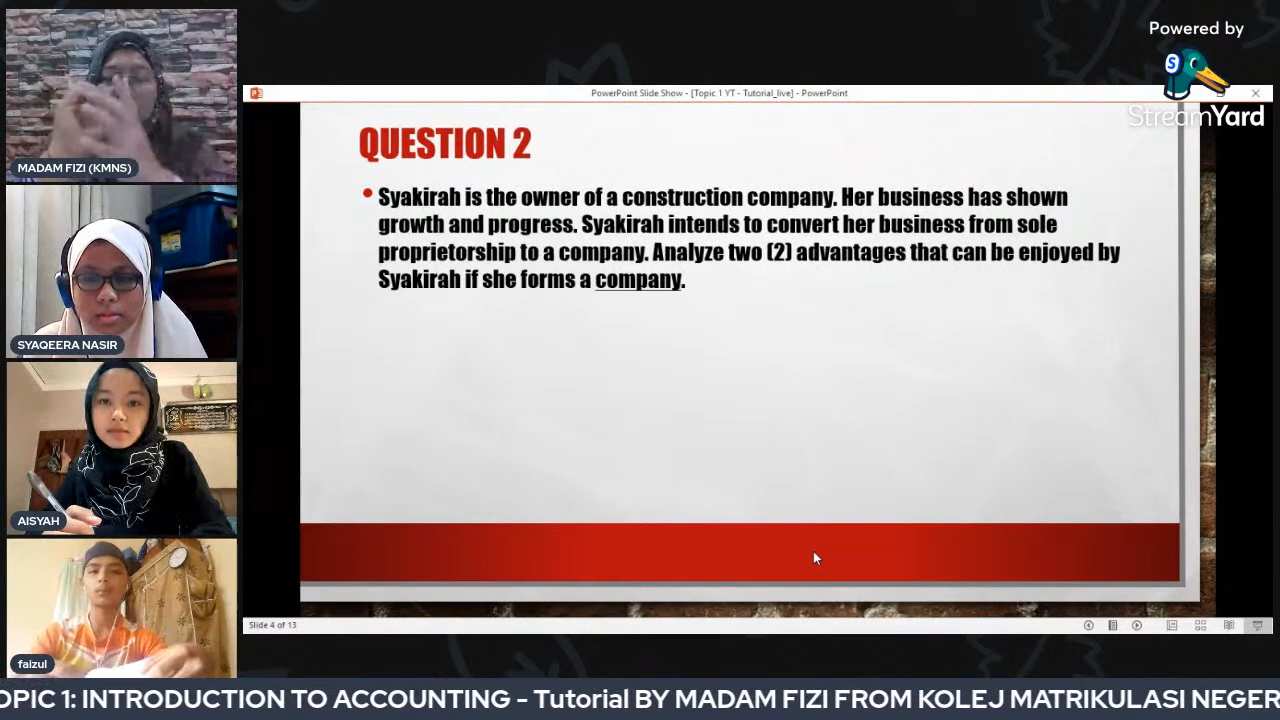 Powered by
S
StreamYard
PowerPoint Slide Show - [Topic 1 YT - Tutorial_live] - PowerPoint
QUESTION 2
• Syakirah is the owner of a construction company. Her business has shown
growth and progress. Syakirah intends to convert her business from sole
proprietorship to a company. Analyze two (2) advantages that can be enjoyed by
Syakirah if she forms a company.
MADAM FIZI (KMNS)
SYAQEERA NASIR
AISYAH
faizul
Slide 4 of 13
OPIC 1: INTRODUCTION TO ACCOUNTING - Tutorial BY MADAM FIZI FROM KOLEJ MATRIKULASI NEGER